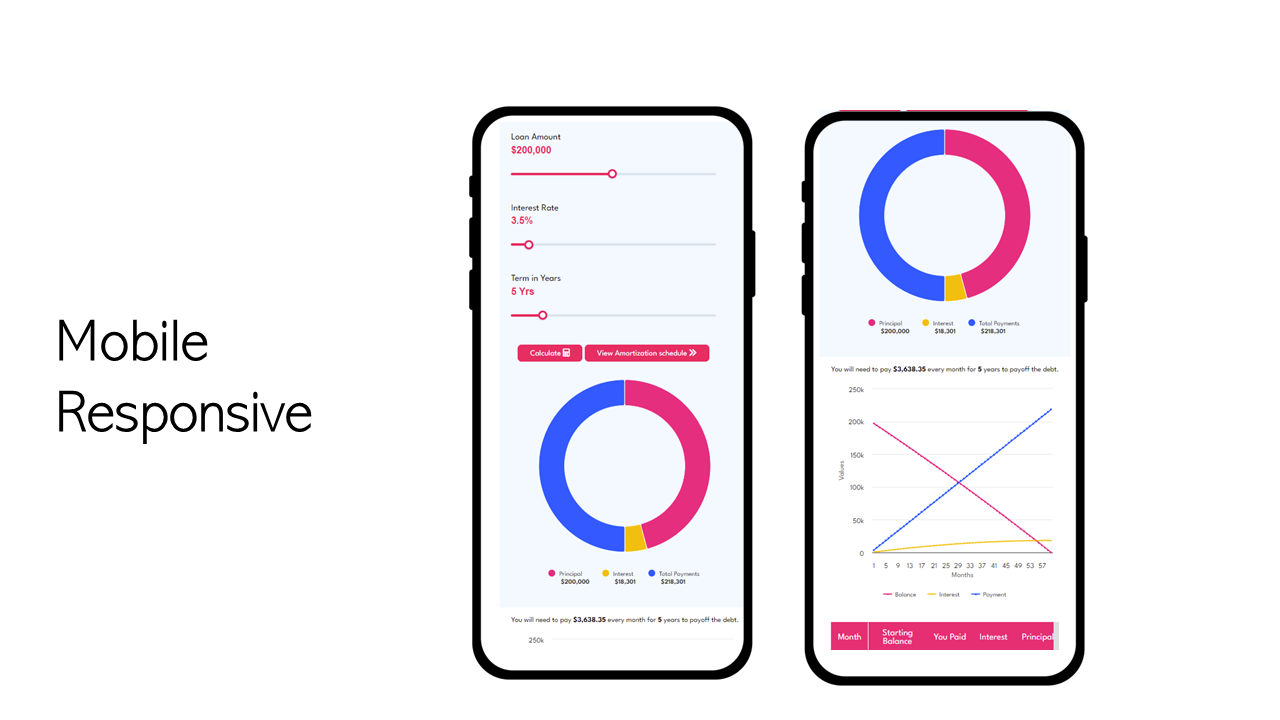 Mobile
Responsive
Loan Amount
$200,000
Interest Rate
3.5%
Term in Years
5 Yrs
Calculate View Amortization schedule
Principal Interest Total Payments
$200,000 $18,301 $218,301
You will need to pay $3,638.35 every month for 5 years to payoff the debt.
250k
Principal Interest Total Payments
$200,000 $18,301 $218,301
You will need to pay $3,638.35 every month for 5 years to payoff the debt.
250k
200k
150k
100k
50k
0
Values
1 5 9 13 17 21 25 29 33 37 41 45 49 53 57
Months
Balance Interest Payment
Month Starting Balance You Paid Interest Principal